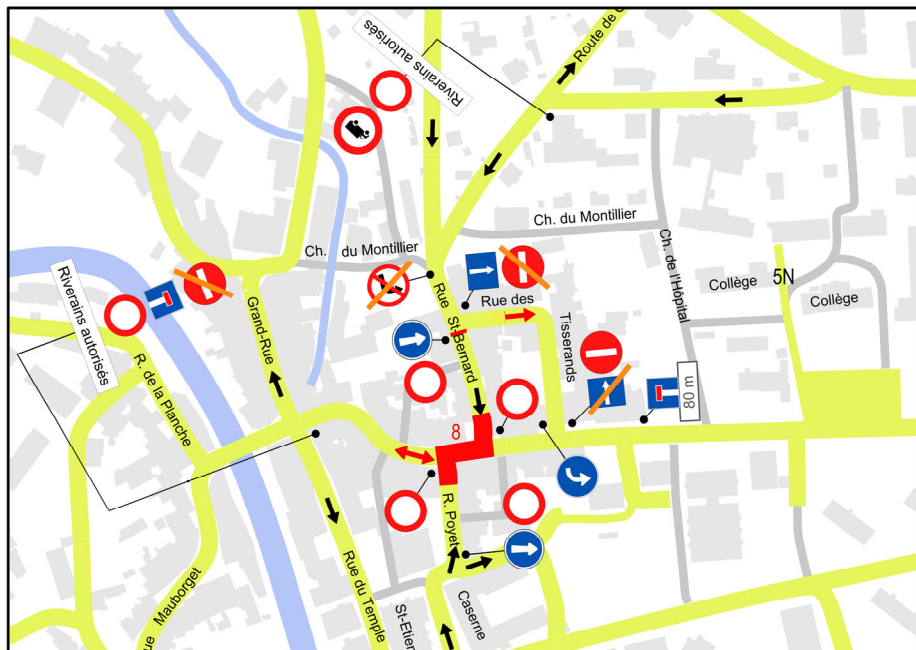 Riverains autorisés
Route de
Ch. du Montillier
Ch. du Montillier
Ch. de l'Hôpital
Collège
5N
Collège
Riverains autorisés
Grand-Rue
Rue
St-Bernard
Rue des
Tisserands
R. de la Planche
80 m
8
R. Poyet
Rue du Temple
Mauborget
St-Etien
Caserne